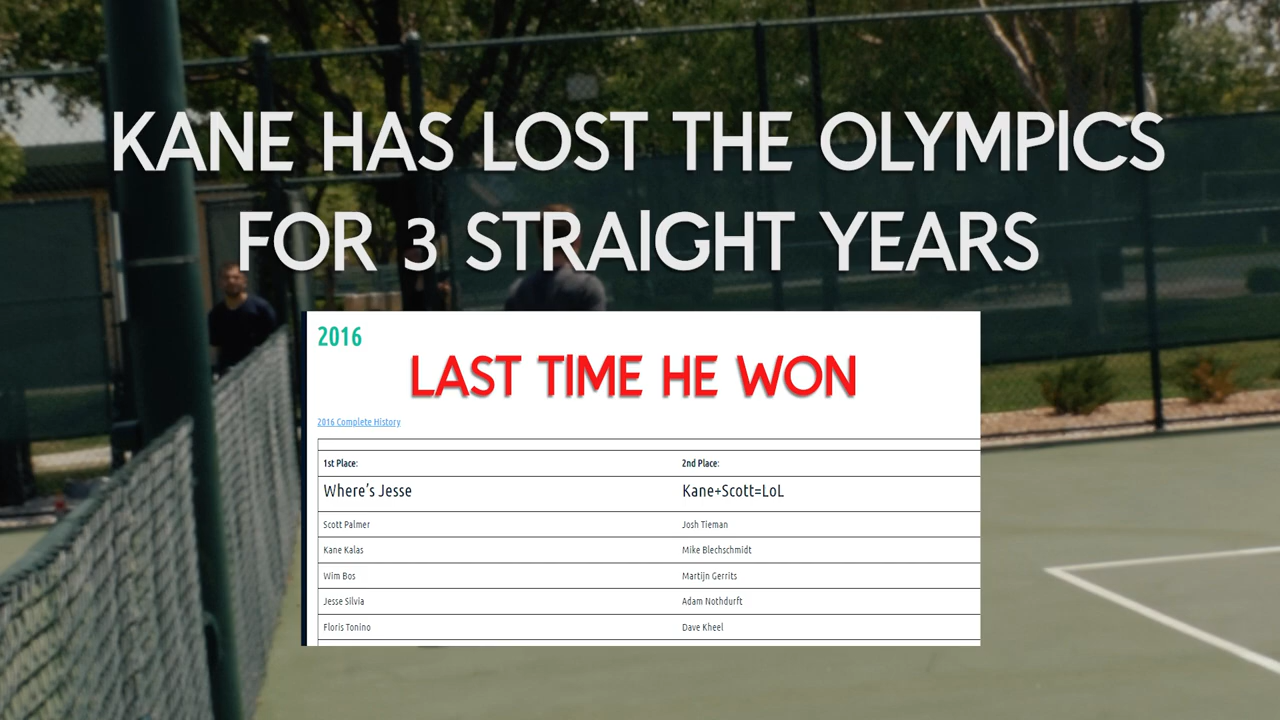 KANE HAS LOST THE OLYMPICS
FOR 3 STRAIGHT YEARS
2016
LAST TIME HE WON
2016 Complete History
1st Place: 2nd Place:
Where's Jesse Kane+Scott=LoL
Scott Palmer Josh Tieman
Kane Kalas Mike Blechschmidt
Wim Bos Martijn Gerrits
Jesse Silvia Adam Nothdurft
Floris Tonino Dave Kheel